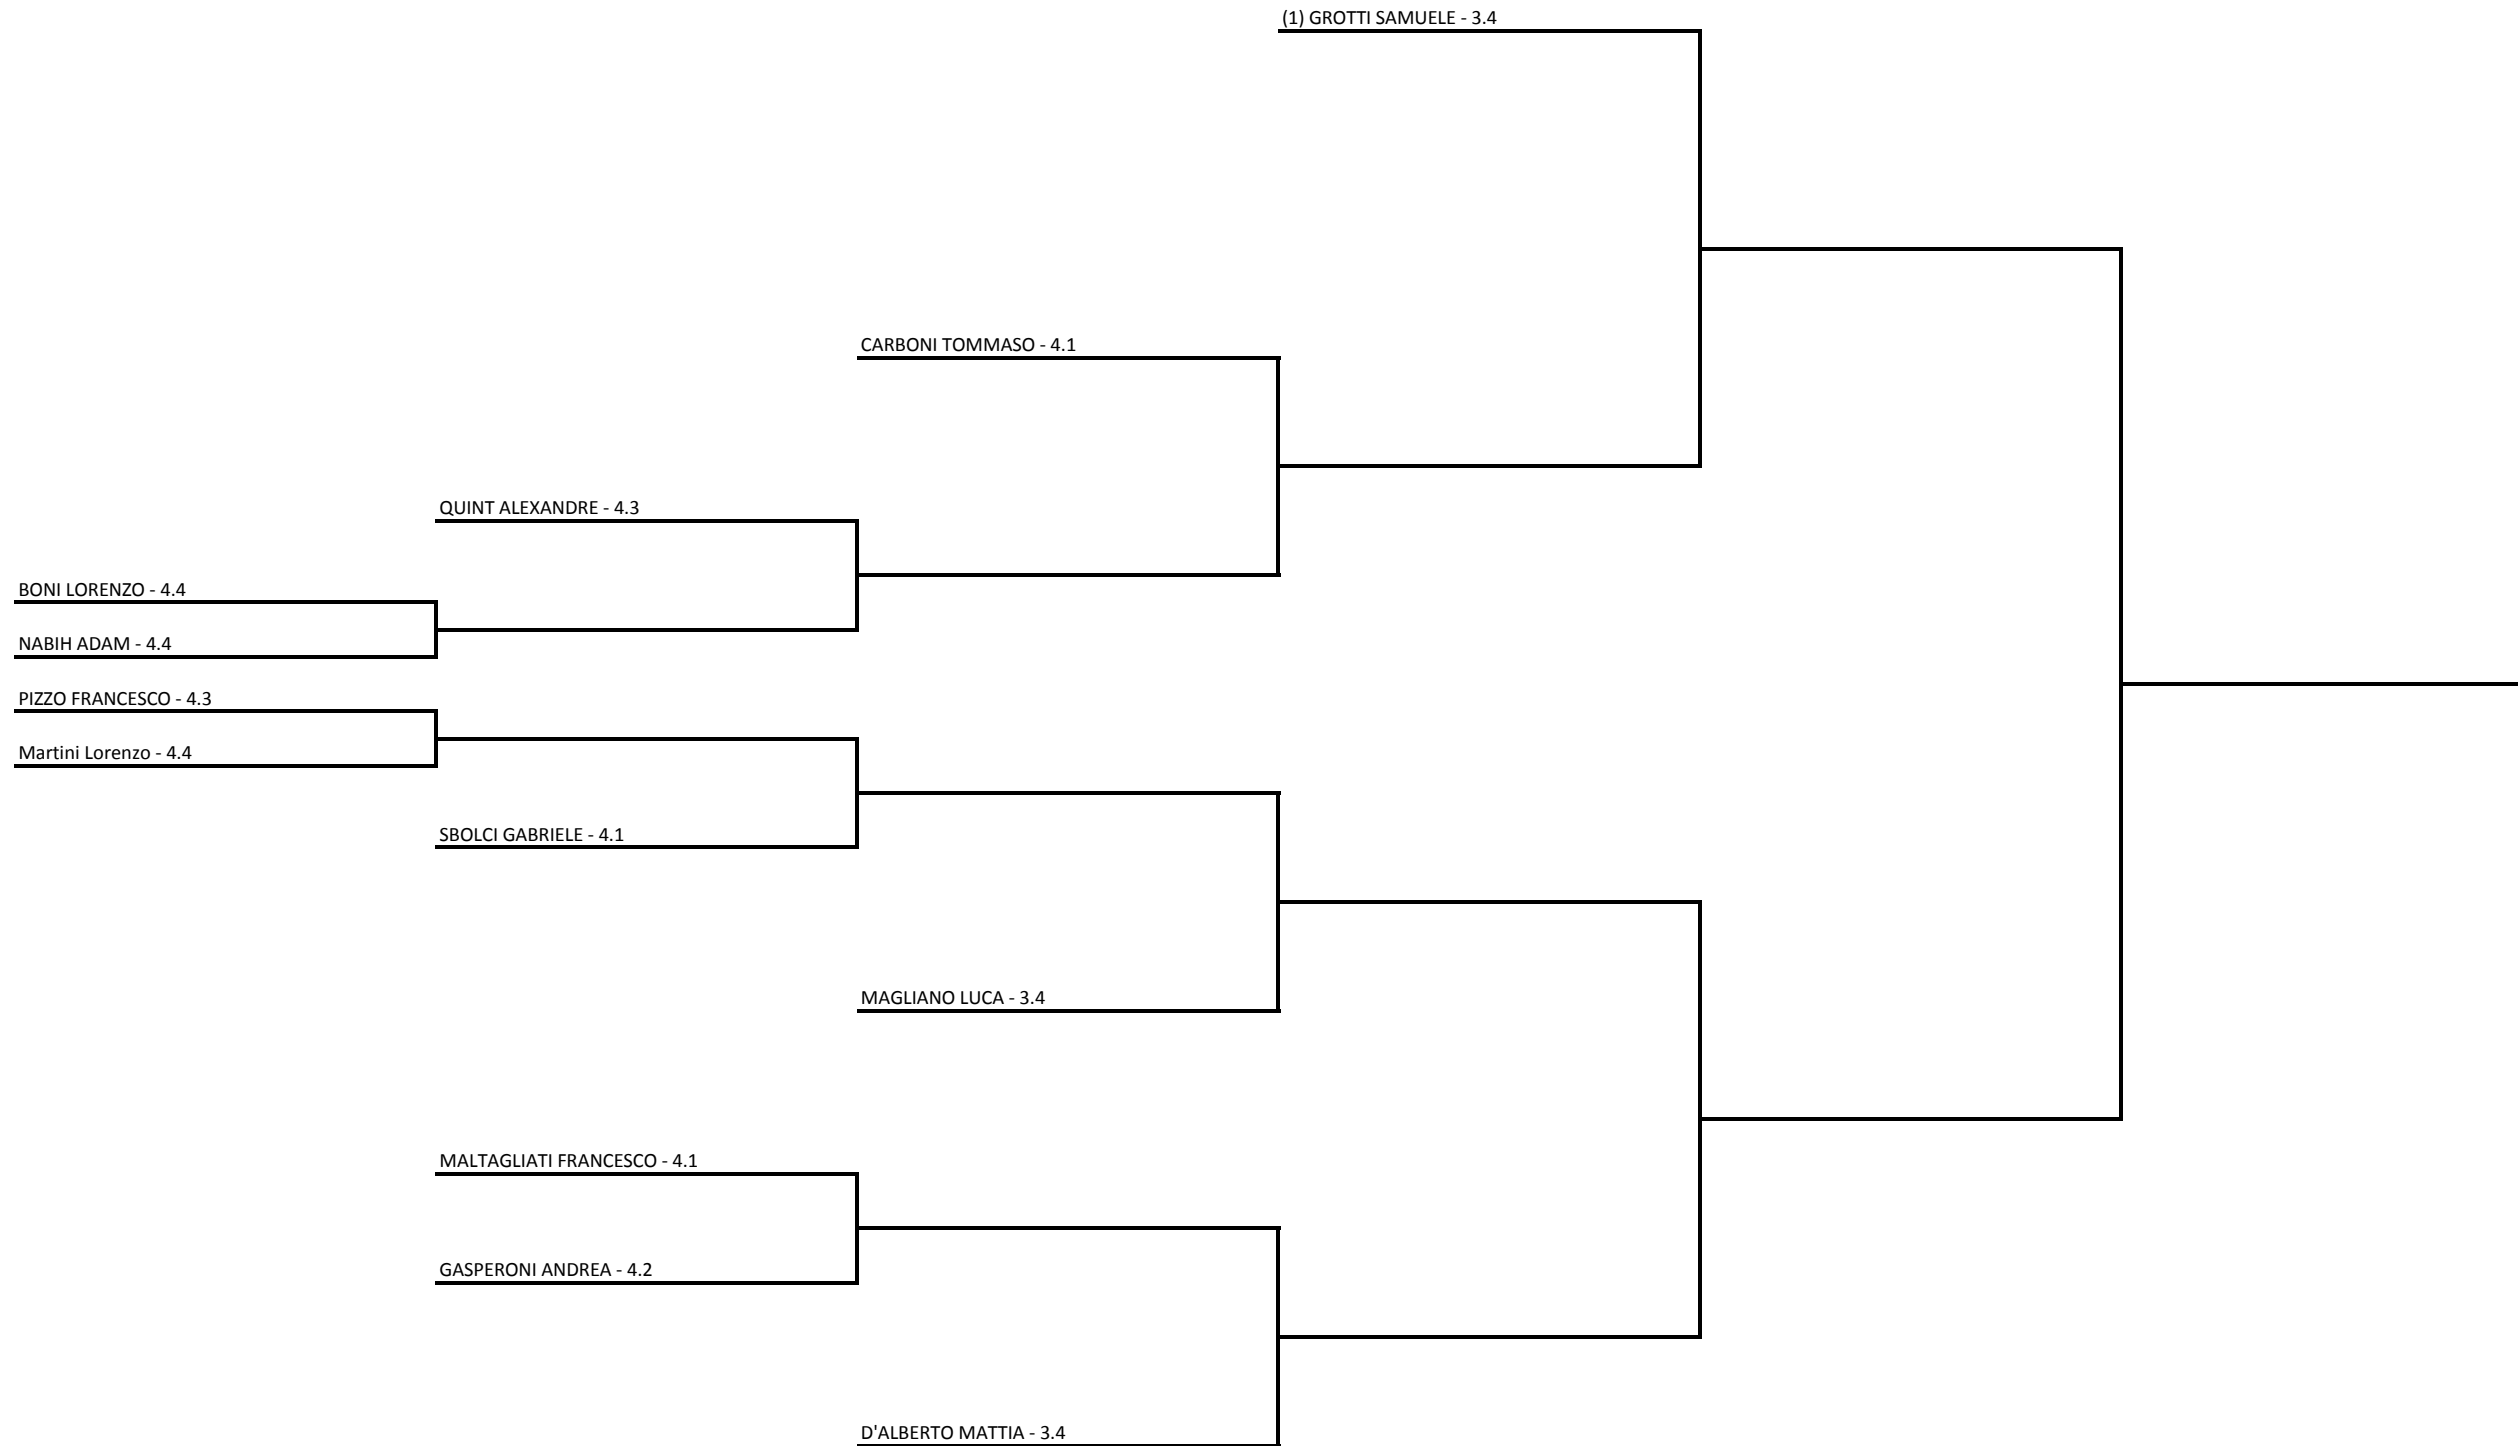 (1) GROTTI SAMUELE - 3.4
CARBONI TOMMASO - 4.1
QUINT ALEXANDRE - 4.3
BONI LORENZO - 4.4
NABIH ADAM - 4.4
PIZZO FRANCESCO - 4.3
Martini Lorenzo - 4.4
SBOLCI GABRIELE - 4.1
MAGLIANO LUCA - 3.4
MALTAGLIATI FRANCESCO - 4.1
GASPERONI ANDREA - 4.2
D'ALBERTO MATTIA - 3.4